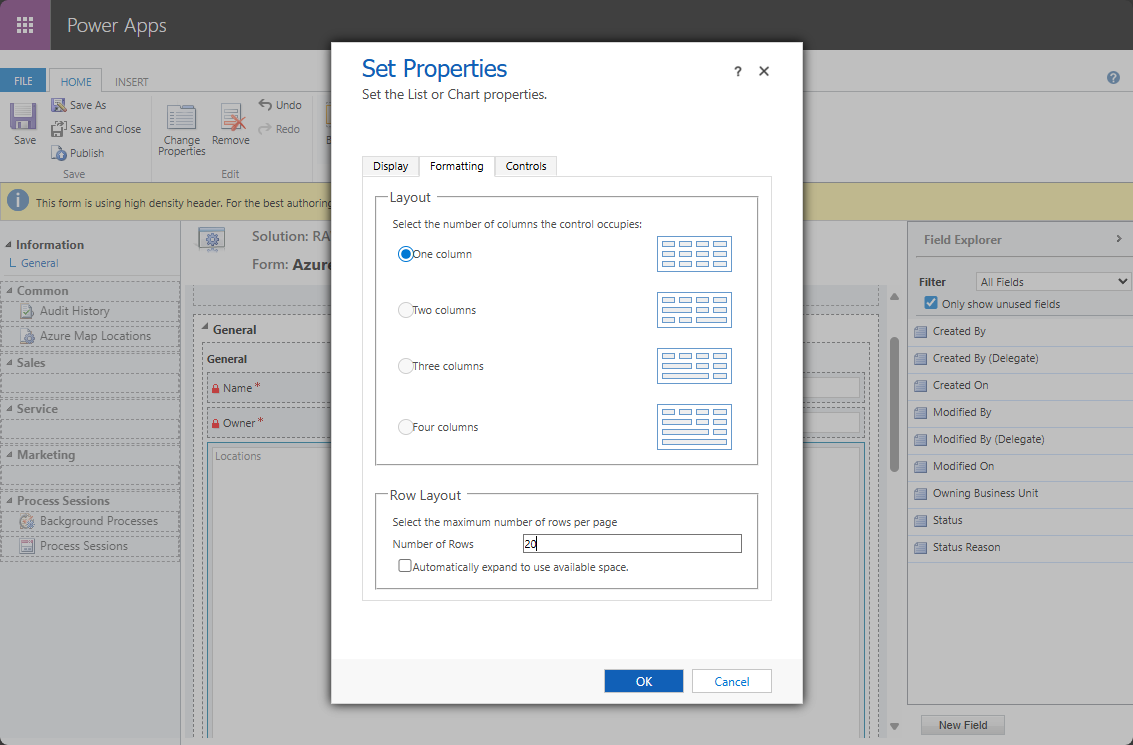 Power Apps
FILE
HOME
INSERT
Save
Save As
Save and Close
Publish
Save
Change
Properties
Remove
Undo
Redo
Edit
This form is using high density header. For the best authoring
Information
General
Common
Audit History
Azure Map Locations
Sales
Service
Marketing
Process Sessions
Background Processes
Process Sessions
Solution:
Form: Azure
General
General
Name *
Owner *
Locations
Set Properties
?
Set the List or Chart properties.
Display
Formatting
Controls
Layout
Select the number of columns the control occupies:
One column
Two columns
Three columns
Four columns
Row Layout
Select the maximum number of rows per page
Number of Rows
20
Automatically expand to use available space.
OK
Cancel
?
Field Explorer
Filter
All Fields
Only show unused fields
Created By
Created By (Delegate)
Created On
Modified By
Modified By (Delegate)
Modified On
Owning Business Unit
Status
Status Reason
New Field